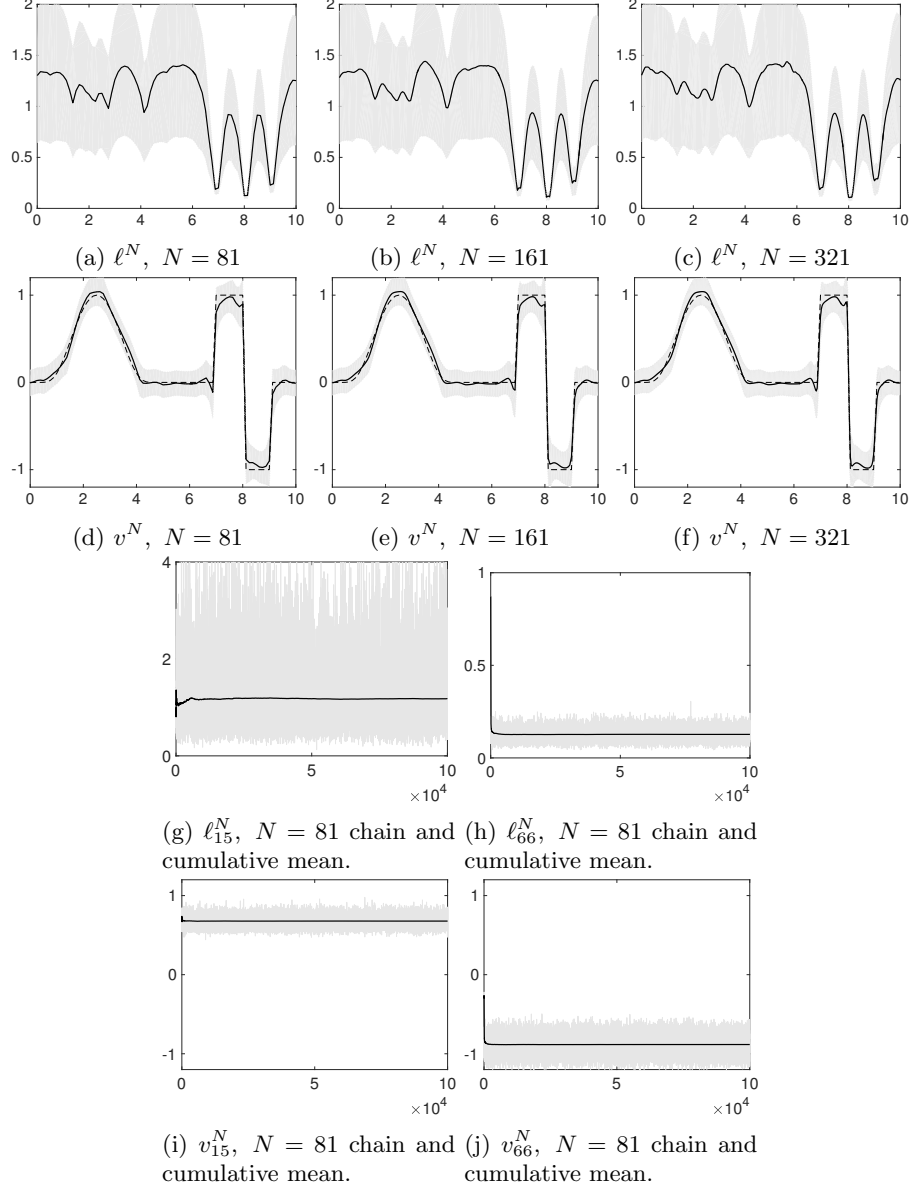 2
1.5
1
0.5
0
0 2 4 6 8 10
2
1.5
1
0.5
0
0 2 4 6 8 10
2
1.5
1
0.5
0
0 2 4 6 8 10
(a) ℓ^N, N = 81
(b) ℓ^N, N = 161
(c) ℓ^N, N = 321
1
0
-1
0 2 4 6 8 10
1
0
-1
0 2 4 6 8 10
1
0
-1
0 2 4 6 8 10
(d) v^N, N = 81
(e) v^N, N = 161
(f) v^N, N = 321
4
2
0
0 5 10
×10^4
1
0.5
0
0 5 10
×10^4
(g) ℓ^N_15, N = 81 chain and
cumulative mean.
(h) ℓ^N_66, N = 81 chain and
cumulative mean.
1
0
-1
0 5 10
×10^4
1
0
-1
0 5 10
×10^4
(i) v^N_15, N = 81 chain and
cumulative mean.
(j) v^N_66, N = 81 chain and
cumulative mean.